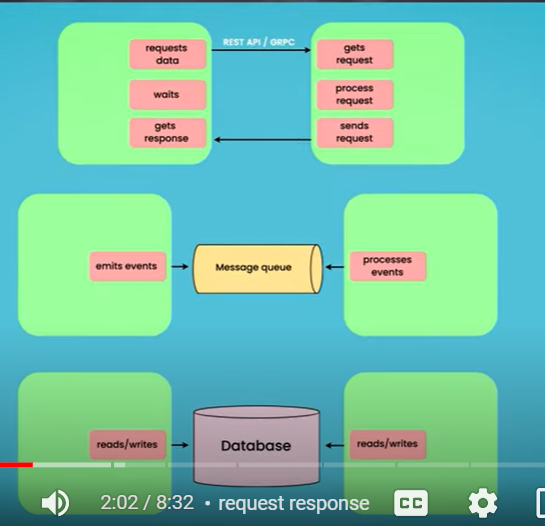 requests
data
REST API / GRPC
gets
request
waits
process
request
gets
response
sends
request
emits events
Message queue
processes
events
reads/writes
Database
reads/writes
2:02 / 8:32 • request response
CC